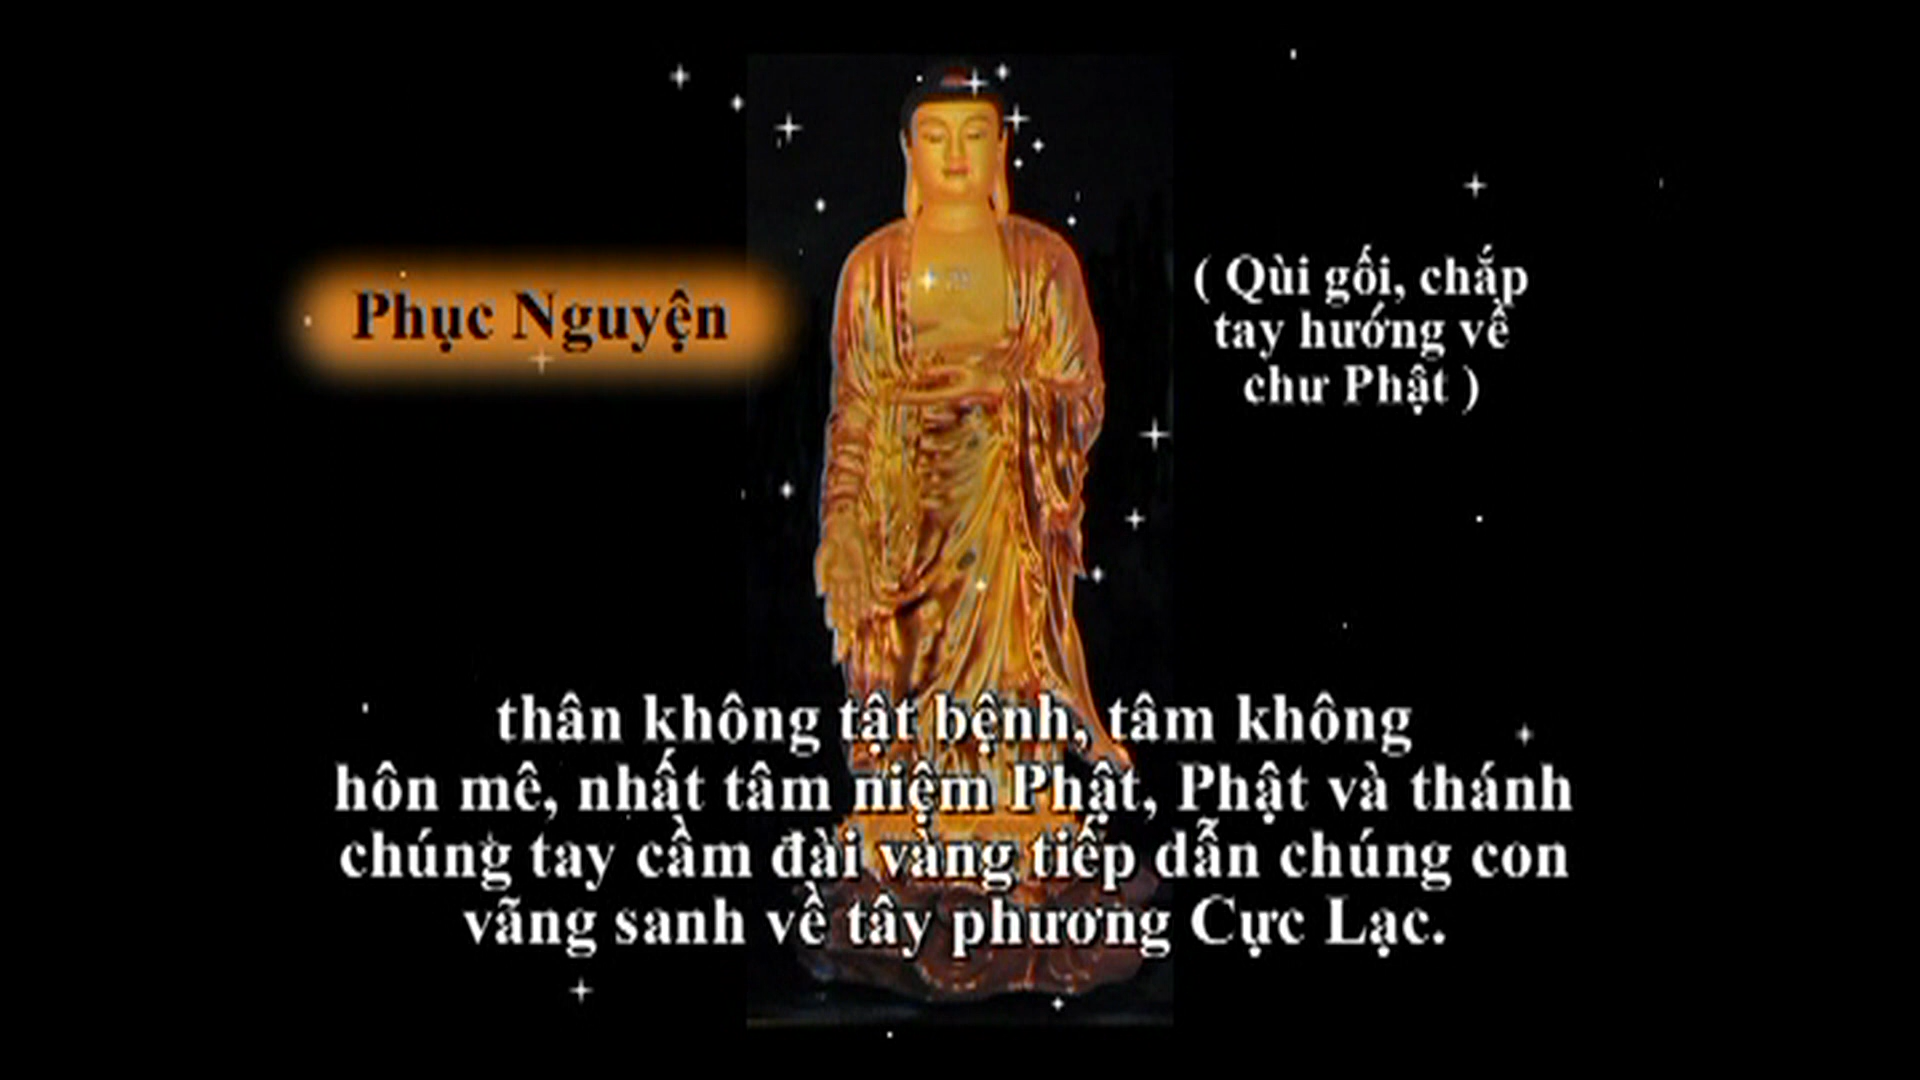 Phục Nguyện
( Qùi gối, chắp
tay hướng về
chư Phật )
thân không tật bệnh, tâm không
hôn mê, nhất tâm niệm Phật, Phật và thánh
chúng tay cầm đài vàng tiếp dẫn chúng con
vãng sanh về tây phương Cực Lạc.